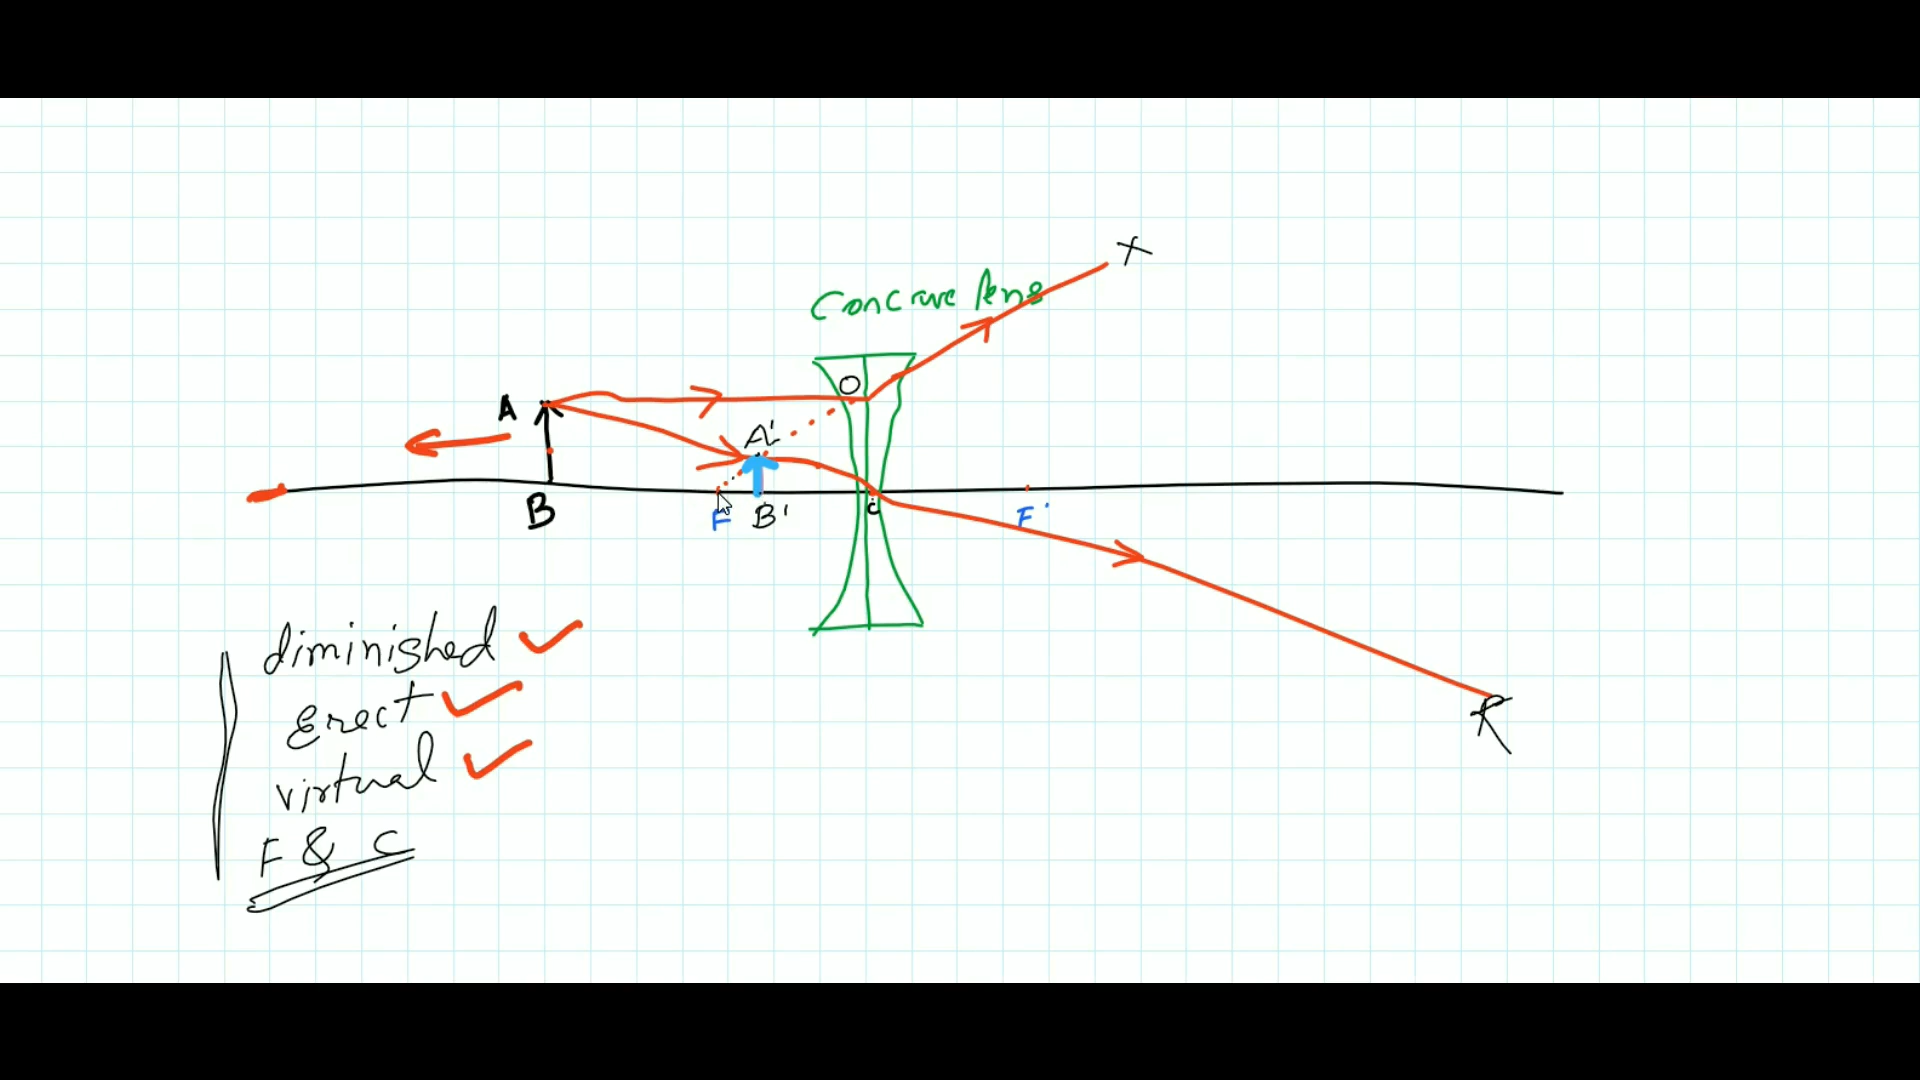 X
Concave lens
O
A
A'
B
F
B'
C
F'
R
diminished
Erect
virtual
F & C